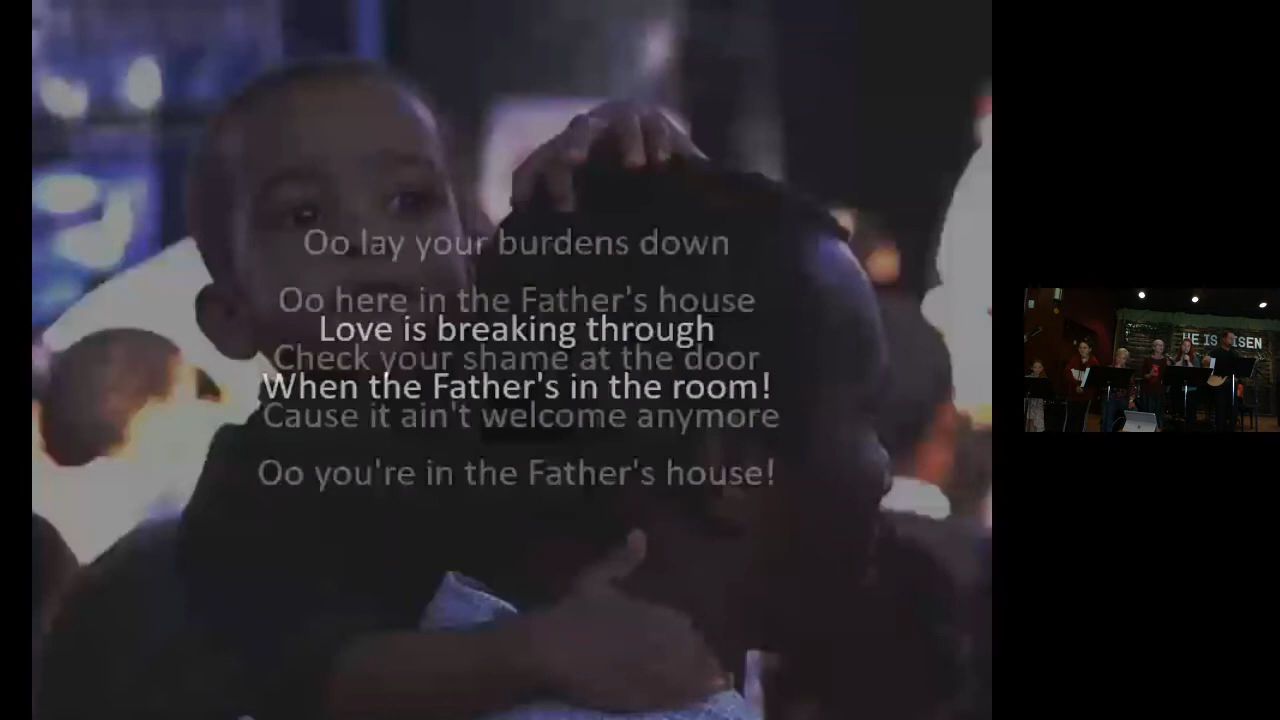 Oo lay your burdens down
Oo here in the Father's house
Love is breaking through
Check your shame at the door
When the Father's in the room!
'Cause it ain't welcome anymore
Oo you're in the Father's house!
HE IS RISEN